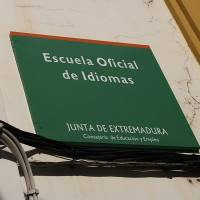 Escuela Oficial
de Idiomas
JUNTA DE EXTREMADURA
Consejería de Educación y Empleo